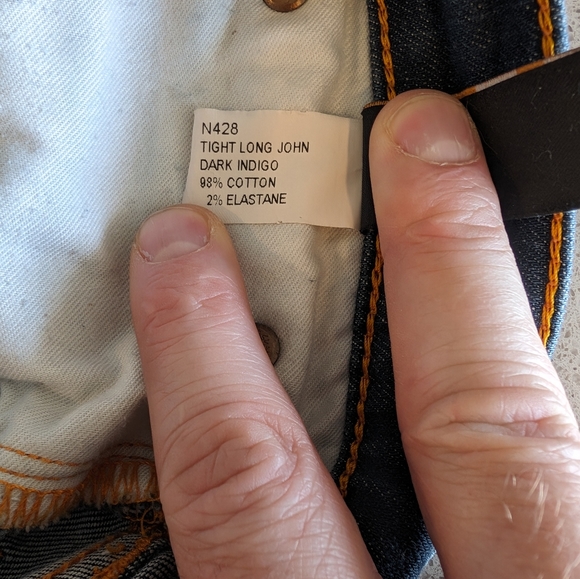 N428
TIGHT LONG JOHN
DARK INDIGO
98% COTTON
2% ELASTANE